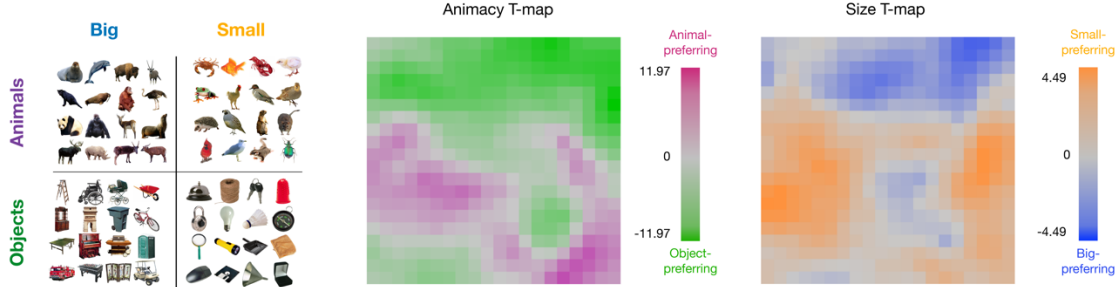 Big
Small
Animals
Objects
Animacy T-map
Animal-
preferring
11.97
0
-11.97
Object-
preferring
Size T-map
Small-
preferring
4.49
0
-4.49
Big-
preferring